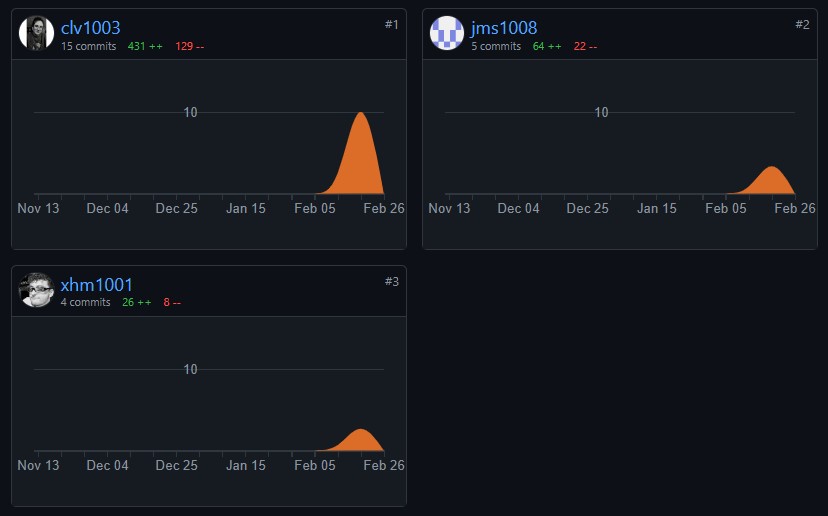 clv1003 #1
15 commits 431 ++ 129 --
10
Nov 13 Dec 04 Dec 25 Jan 15 Feb 05 Feb 26
jms1008 #2
5 commits 64 ++ 22 --
10
Nov 13 Dec 04 Dec 25 Jan 15 Feb 05 Feb 26
xhm1001 #3
4 commits 26 ++ 8 --
10
Nov 13 Dec 04 Dec 25 Jan 15 Feb 05 Feb 26